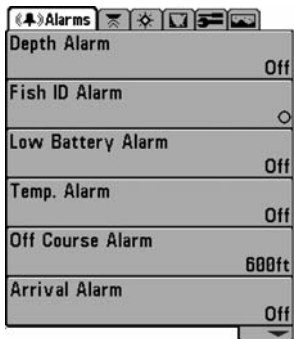 Alarms
Depth Alarm
Off
Fish ID Alarm
Low Battery Alarm
Off
Temp. Alarm
Off
Off Course Alarm
600ft
Arrival Alarm
Off